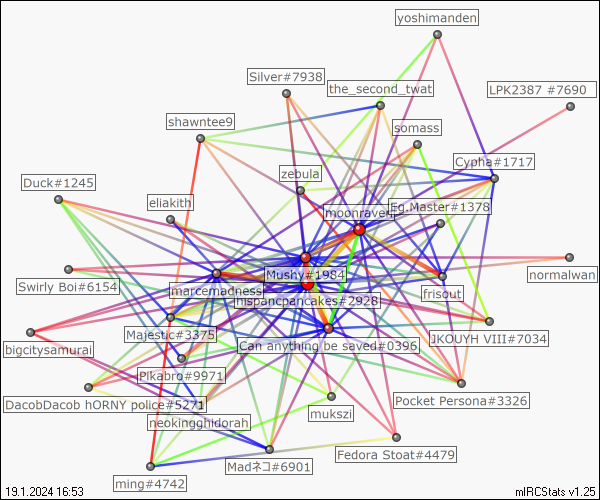 yoshimanden
Silver#7938
the_second_twat
LPK2387 #7690
shawntee9
somass
Cypha#1717
zebula
Duck#1245
eliakith
moonraven
Eg.Master#1378
Mushy#1984
normalwan
Swirly Boi#6154
marcemadness
frisout
mspancpancakes#2928
Majestic#3375
JKOUYH VIII#7034
bigcitysamurai
Can anything be saved#0396
Pikabro#9971
DacobDacob hORNY police#5271
Pocket Persona#3326
mukszi
neokingghidorah
Fedora Stoat#4479
Madネコ#6901
ming#4742
19.1.2024 16:53
mIRCStats v1.25